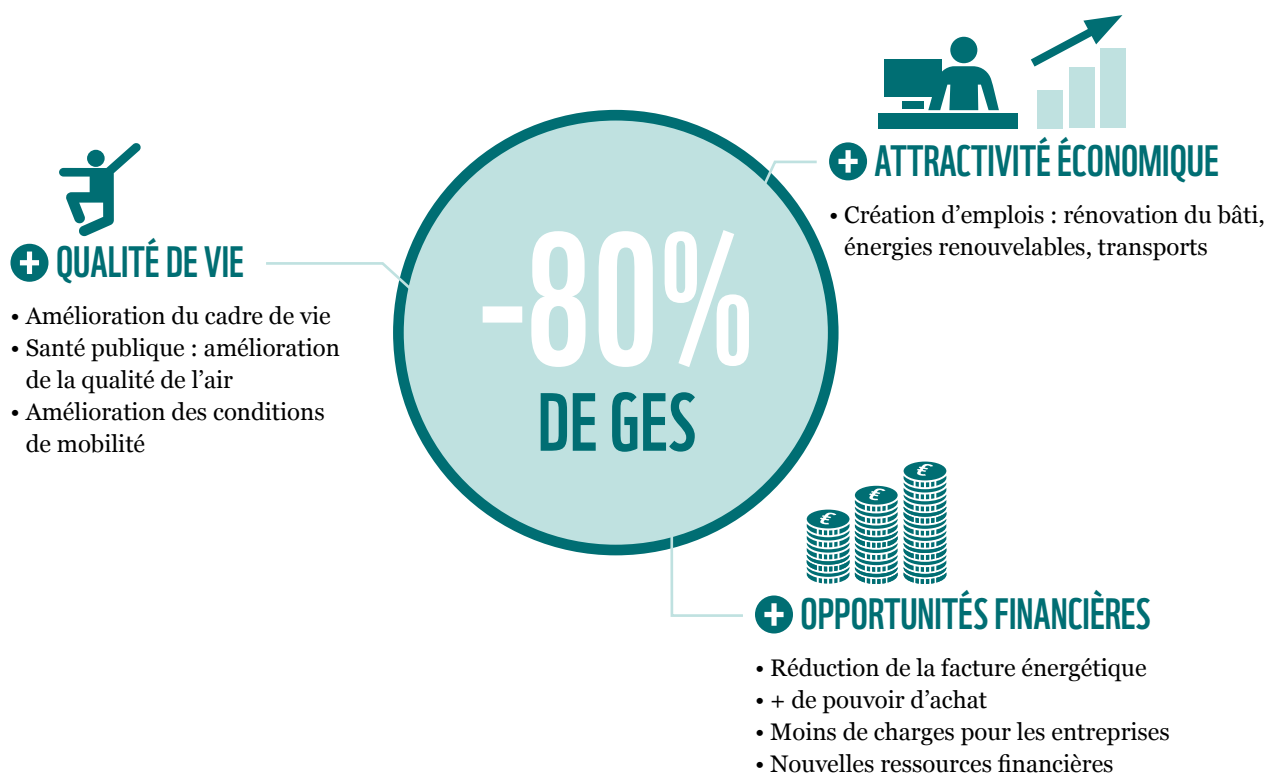 QUALITÉ DE VIE
• Amélioration du cadre de vie
• Santé publique : amélioration
de la qualité de l’air
• Amélioration des conditions
de mobilité
-80%
DE GES
ATTRACTIVITÉ ÉCONOMIQUE
• Création d’emplois : rénovation du bâti,
énergies renouvelables, transports
€ € €
OPPORTUNITÉS FINANCIÈRES
• Réduction de la facture énergétique
• + de pouvoir d’achat
• Moins de charges pour les entreprises
• Nouvelles ressources financières